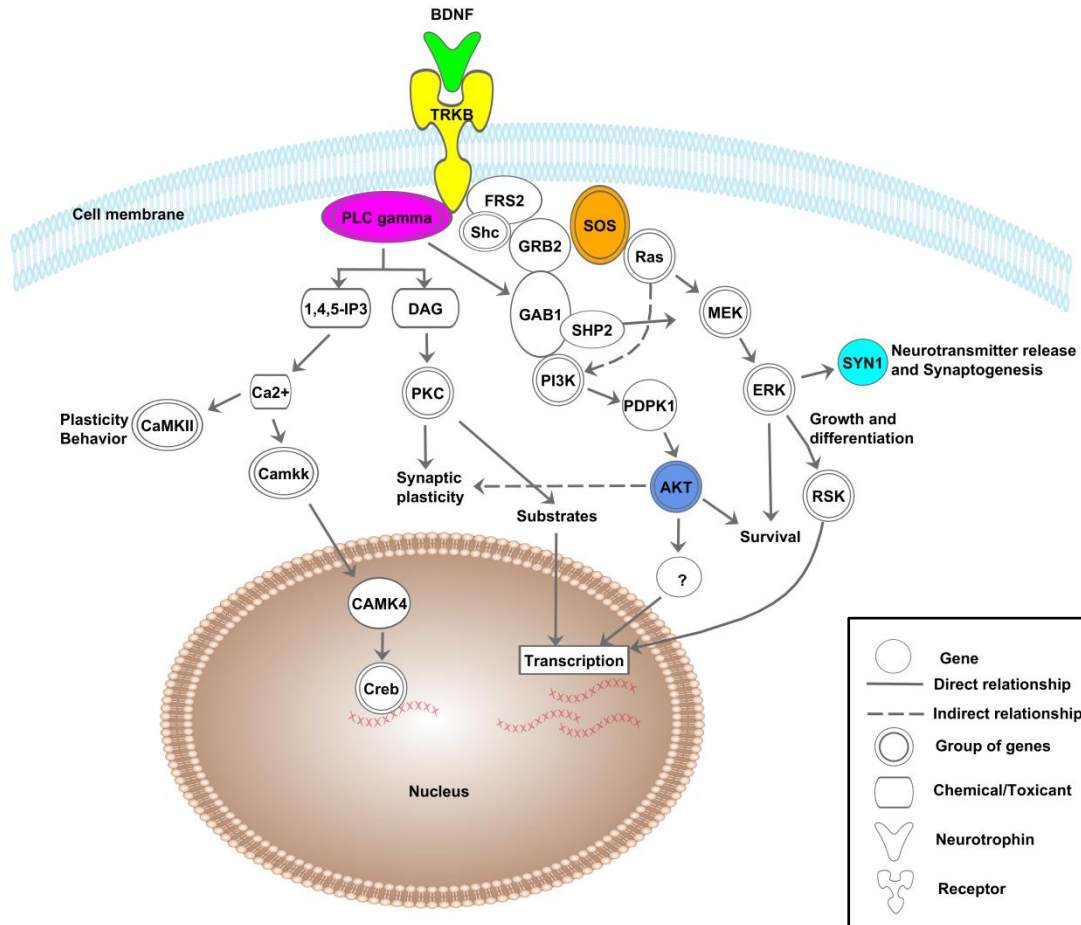 BDNF
TRKB
Cell membrane
PLC gamma
FRS2
Shc
GRB2
SOS
Ras
1,4,5-IP3
DAG
GAB1
SHP2
MEK
SYN1
Neurotransmitter release
and Synaptogenesis
Ca2+
PKC
PI3K
PDPK1
ERK
Plasticity
Behavior
CaMKII
Growth and
differentiation
Camkk
Synaptic
plasticity
AKT
RSK
Substrates
Survival
?
CAMK4
Transcription
Creb
Nucleus
Gene
Direct relationship
Indirect relationship
Group of genes
Chemical/Toxicant
Neurotrophin
Receptor